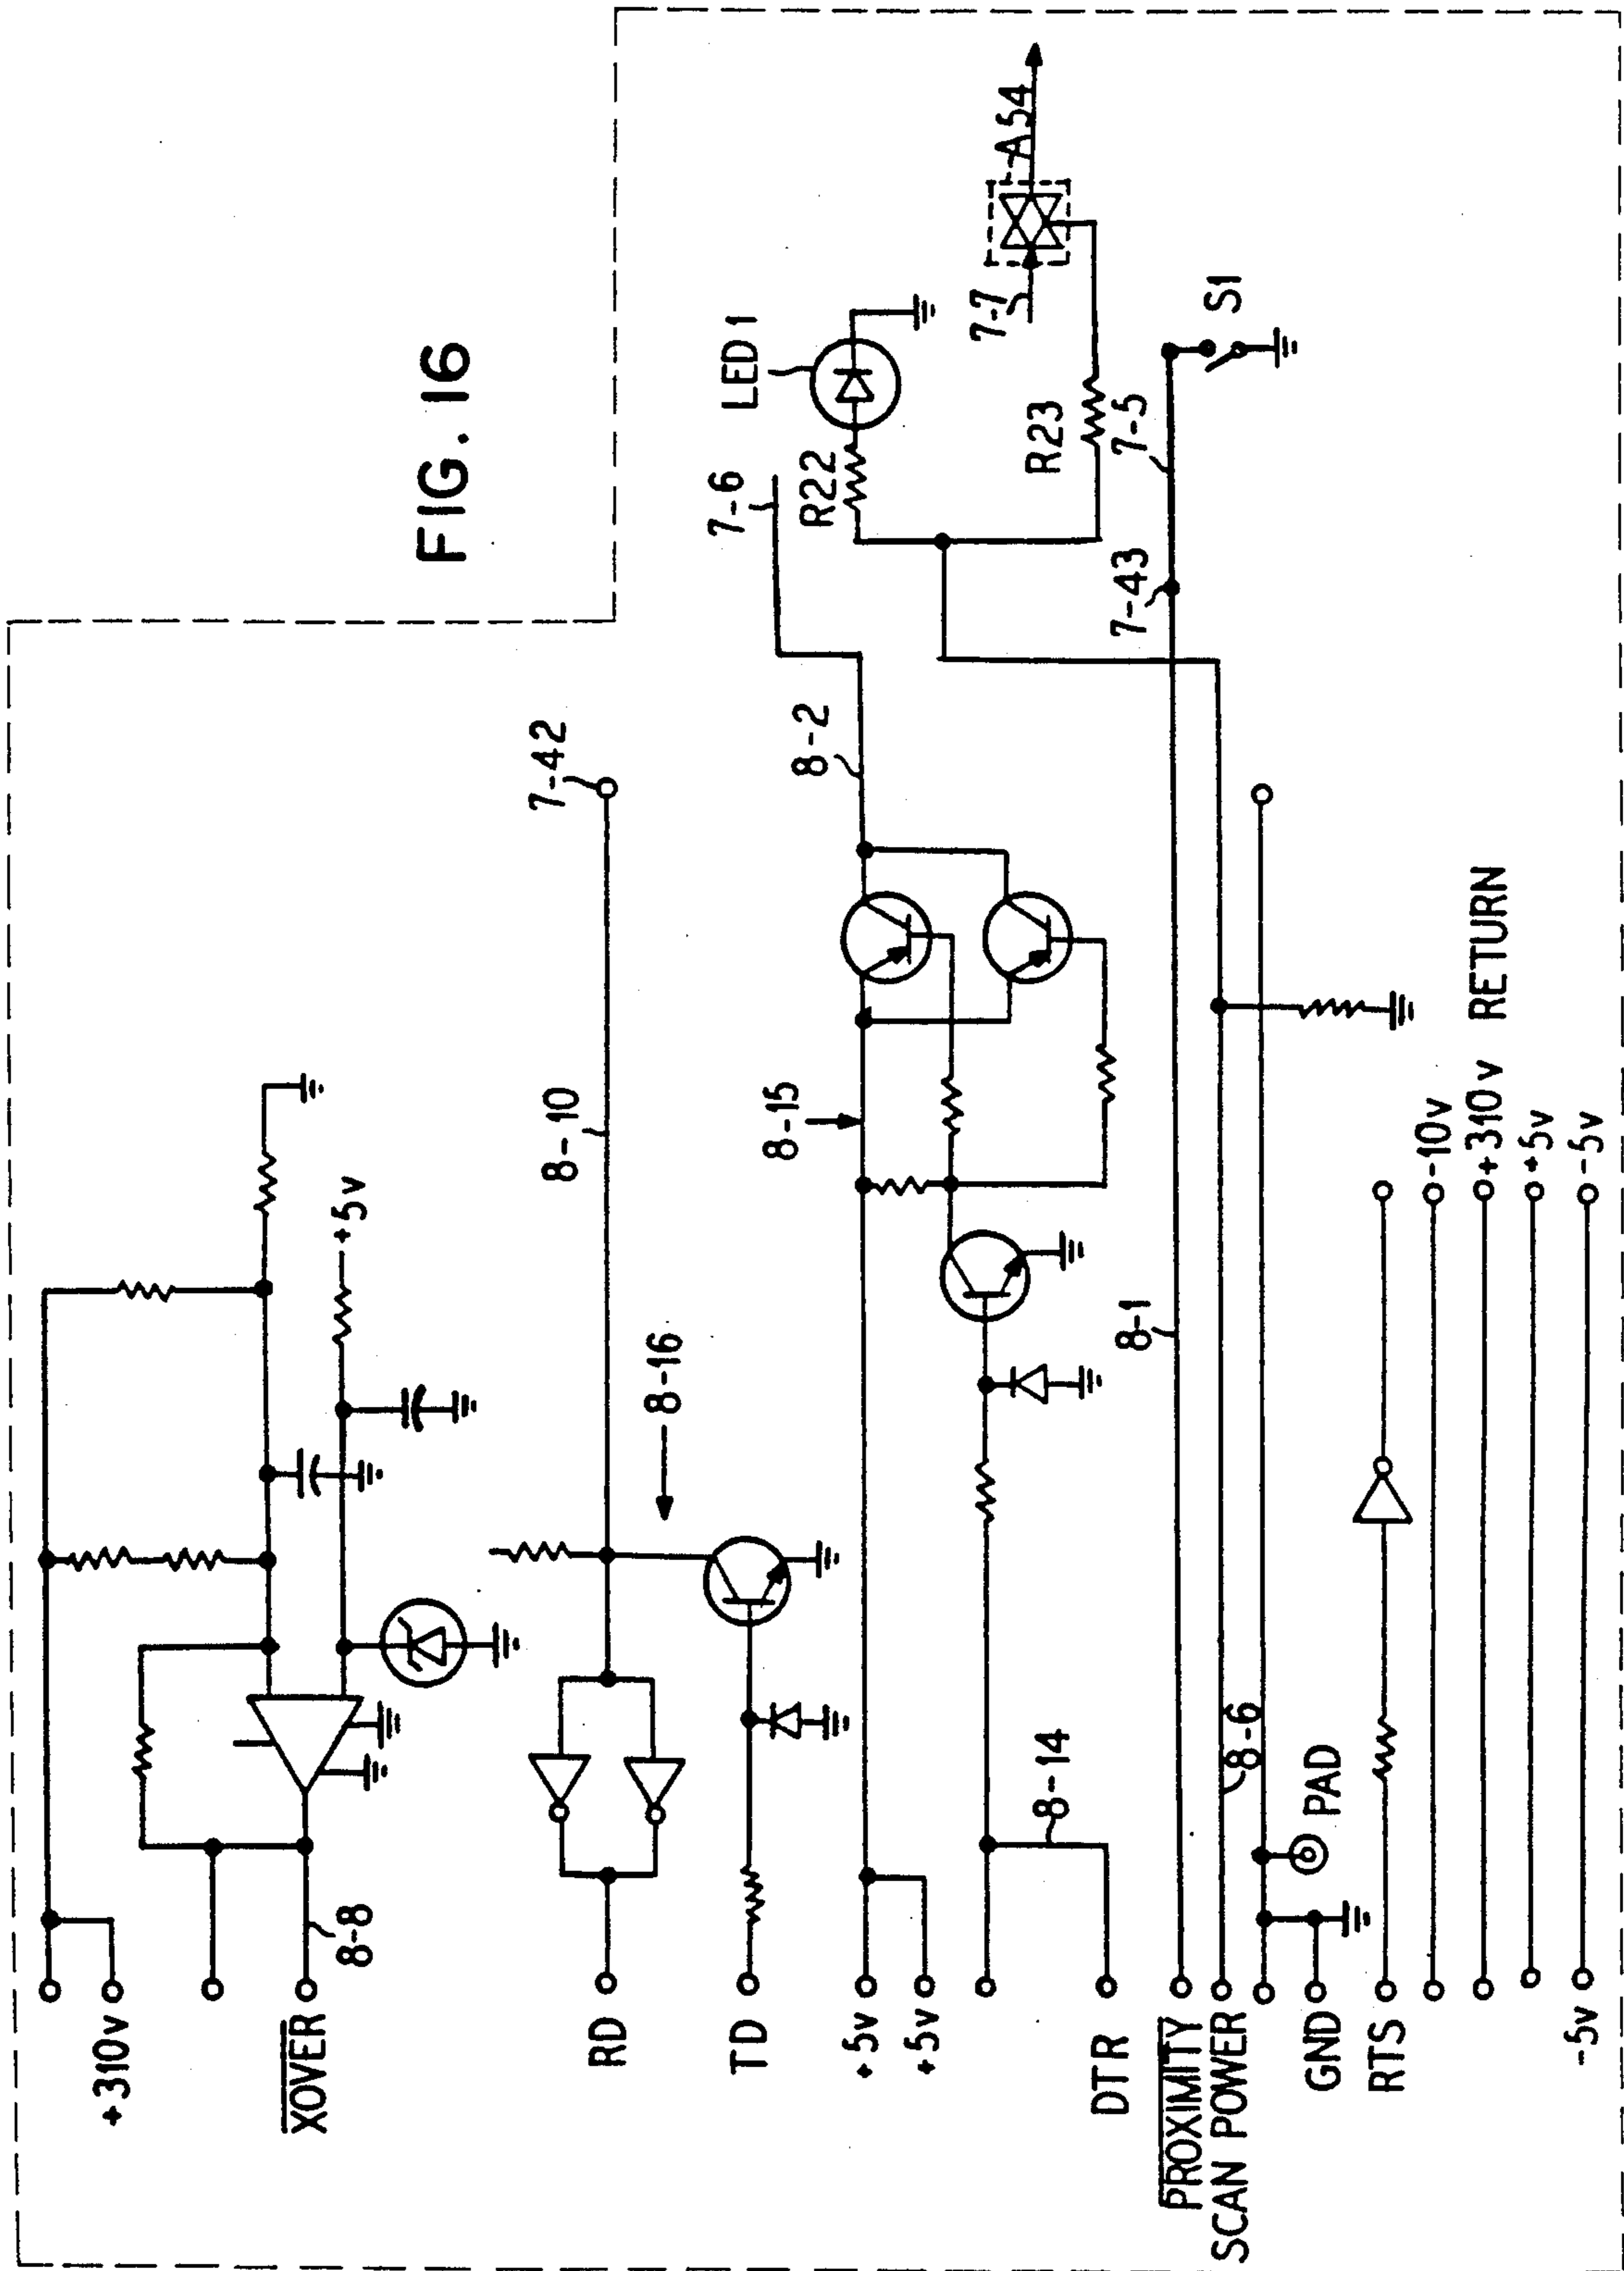 FIG. 16
+310v
XOVER
8-8
+5v
RD
TD
8-16
8-10
7-42
+5v
+5v
DTR
8-14
8-15
8-2
7-6
LED 1
R22
R23
7-7
A54
PROXIMITY
8-1
7-43
7-5
S1
SCAN POWER
8-6
GND
PAD
RTS
-10v
+310v RETURN
+5v
-5v
-5v